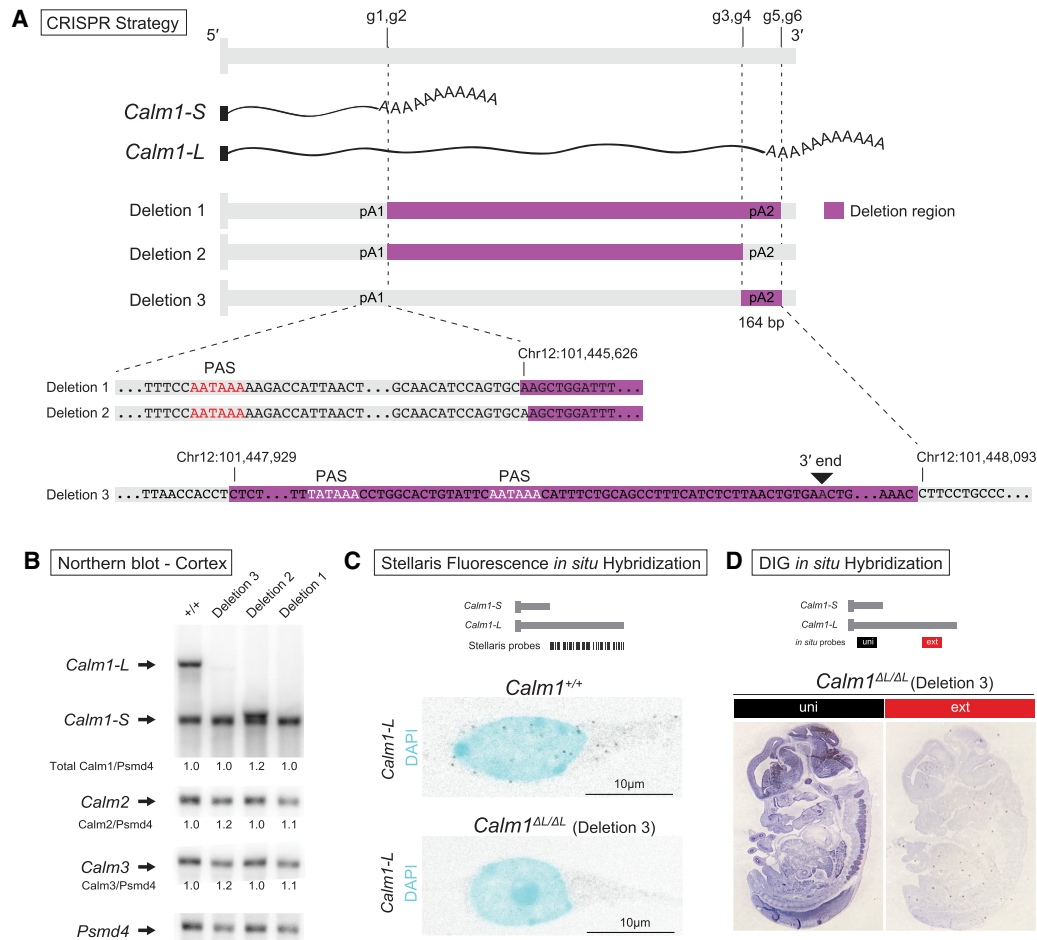 A CRISPR Strategy
g1,g2 g3,g4 g5,g6
5′ 3′
Calm1-S AAAAAAAAAAA
Calm1-L AAAAAAAAAAA
Deletion 1 pA1 pA2 Deletion region
Deletion 2 pA1 pA2
Deletion 3 pA1 pA2
164 bp
Chr12:101,445,626
PAS
Deletion 1 ...TTTCCAATAAAAAGACCATTAACT...GCAACATCCAGTGCAAGCTGGATTT...
Deletion 2 ...TTTCCAATAAAAAGACCATTAACT...GCAACATCCAGTGCAAGCTGGATTT...
Chr12:101,447,929 PAS PAS 3′ end Chr12:101,448,093
Deletion 3 ...TTAACCACCTCTCT...TTTATAAACCTGGCACTGTATTCAATAAACATTTCTGCAGCCTTTCATCTCTTAACTGTGAACTG...AAACCTTCCTGCCC...
B Northern blot - Cortex
+/+ Deletion 3 Deletion 2 Deletion 1
Calm1-L
Calm1-S
Total Calm1/Psmd4 1.0 1.0 1.2 1.0
Calm2
Calm2/Psmd4 1.0 1.2 1.0 1.1
Calm3
Calm3/Psmd4 1.0 1.2 1.0 1.1
Psmd4
C Stellaris Fluorescence in situ Hybridization
Calm1-S
Calm1-L
Stellaris probes
Calm1+/+
Calm1-L
DAPI
10µm
Calm1ΔL/ΔL (Deletion 3)
Calm1-L
DAPI
10µm
D DIG in situ Hybridization
Calm1-S
Calm1-L
in situ probes uni ext
Calm1ΔL/ΔL (Deletion 3)
uni ext